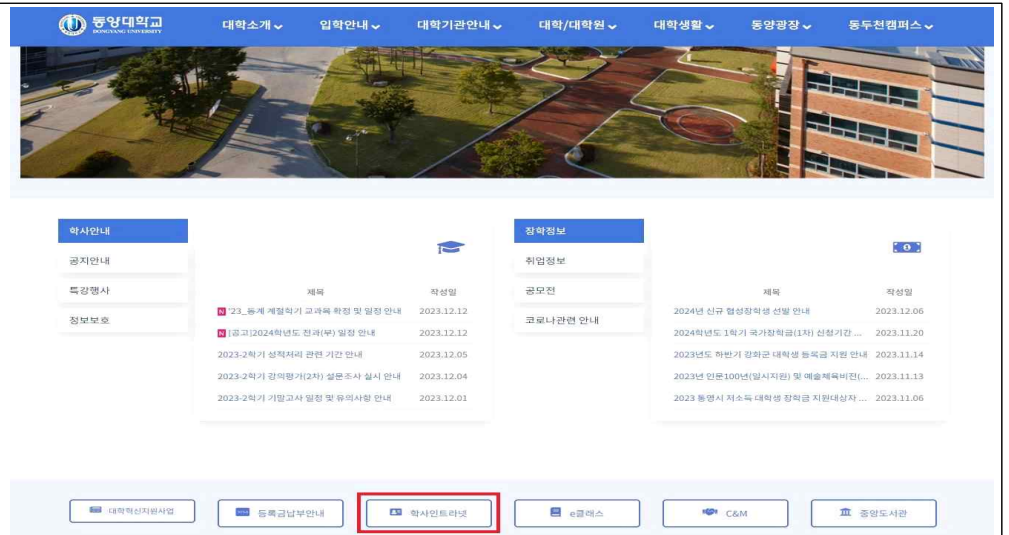 동양대학교
DONGYANG UNIVERSITY
대학소개 입학안내 대학기관안내 대학/대학원 대학생활 동양광장 동두천캠퍼스
학사안내
공지안내
특강행사
정보보호
제목 작성일
N '23_동계 계절학기 교과목 확정 및 일정 안내 2023.12.12
N [공고]2024학년도 전과(부) 일정 안내 2023.12.12
2023-2학기 성적처리 관련 기간 안내 2023.12.05
2023-2학기 강의평가(2차) 설문조사 실시 안내 2023.12.04
2023-2학기 기말고사 일정 및 유의사항 안내 2023.12.01
장학정보
취업정보
공모전
코로나관련 안내
제목 작성일
2024년 신규 협성장학생 선발 안내 2023.12.06
2024학년도 1학기 국가장학금(1차) 신청기간 ... 2023.11.20
2023년도 하반기 강화군 대학생 등록금 지원 안내 2023.11.14
2023년 인문100년(일시지원) 및 예술체육비전(... 2023.11.13
2023 통영시 저소득 대학생 장학금 지원대상자 ... 2023.11.06
대학혁신지원사업 등록금납부안내 학사인트라넷 e클래스 C&M 중앙도서관